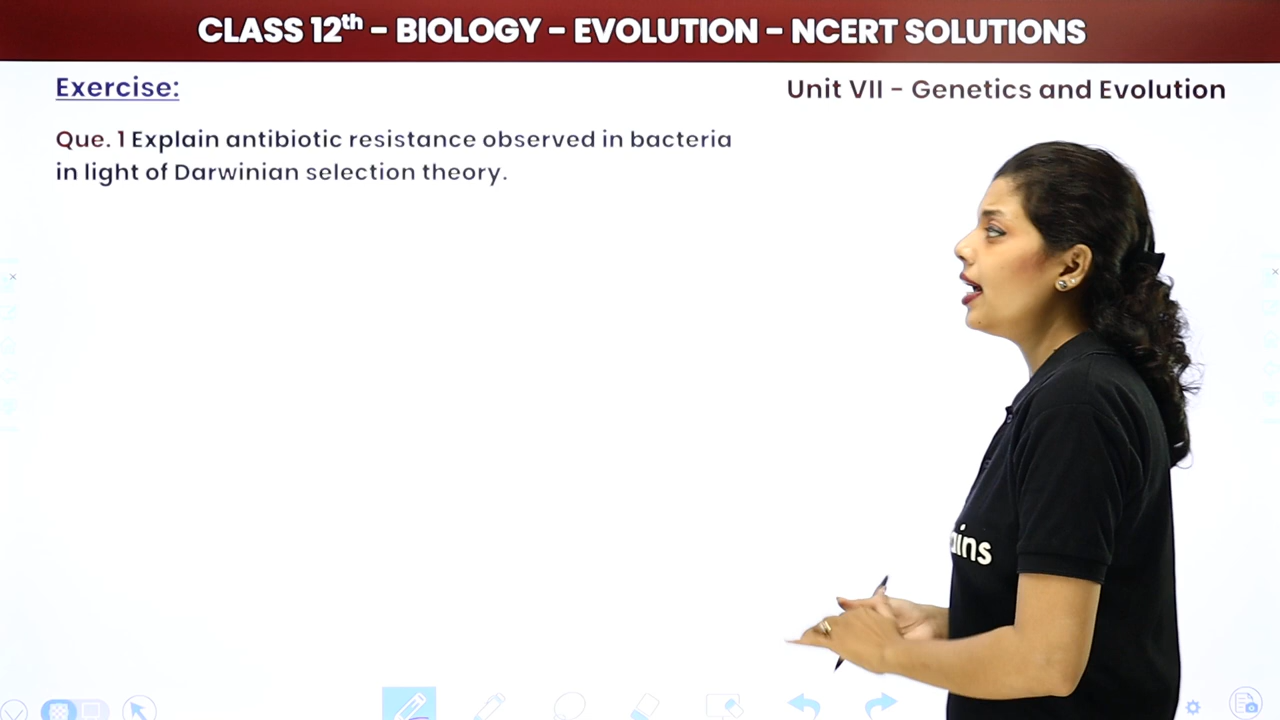 CLASS 12th - BIOLOGY - EVOLUTION - NCERT SOLUTIONS
Exercise:
Unit VII - Genetics and Evolution
Que. 1 Explain antibiotic resistance observed in bacteria
in light of Darwinian selection theory.
ains